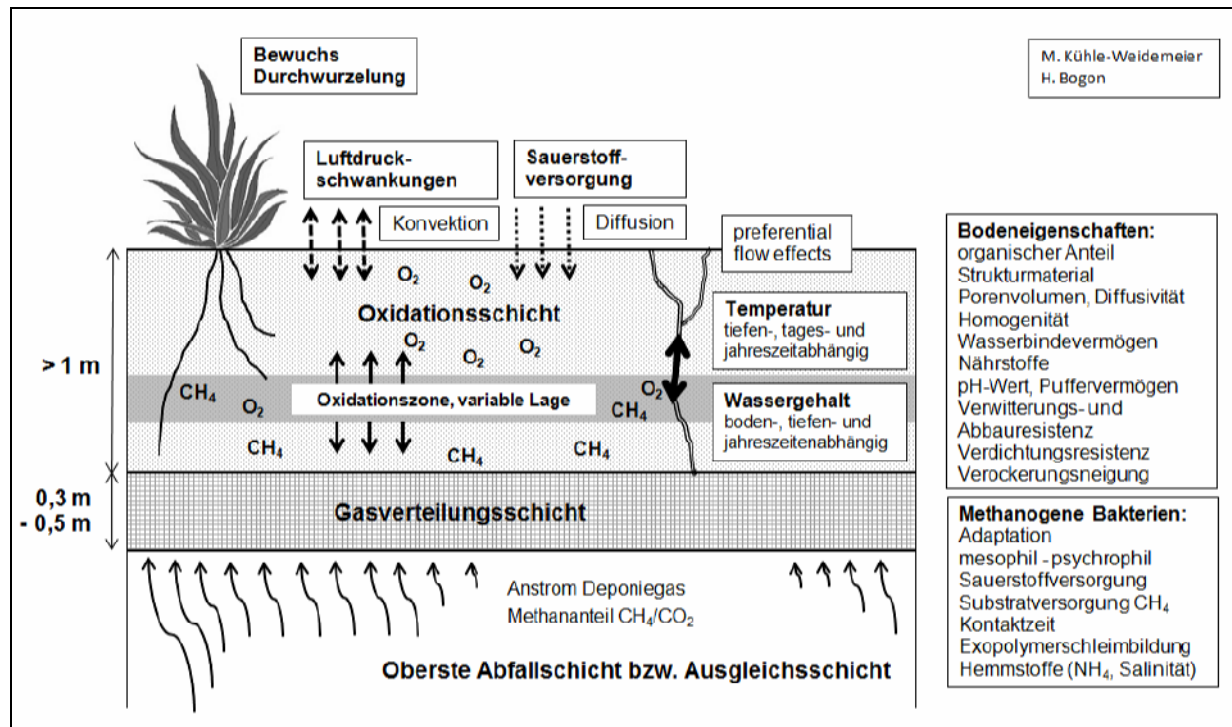 Bewuchs
Durchwurzelung
M. Kühle-Weidemeier
H. Bogon
Luftdruck-
schwankungen
Sauerstoff-
versorgung
Konvektion
Diffusion
preferential
flow effects
O2
O2
Oxidationsschicht
Temperatur
tiefen-, tages- und
jahreszeitabhängig
O2
O2
O2
> 1 m
CH4
O2
Oxidationszone, variable Lage
CH4
O2
Wassergehalt
boden-, tiefen- und
jahreszeitenabhängig
CH4
CH4
CH4
0,3 m
- 0,5 m
Gasverteilungsschicht
Anstrom Deponiegas
Methananteil CH4/CO2
Oberste Abfallschicht bzw. Ausgleichsschicht
Bodeneigenschaften:
organischer Anteil
Strukturmaterial
Porenvolumen, Diffusivität
Homogenität
Wasserbindevermögen
Nährstoffe
pH-Wert, Puffervermögen
Verwitterungs- und
Abbauresistenz
Verdichtungsresistenz
Verockerungsneigung
Methanogene Bakterien:
Adaptation
mesophil - psychrophil
Sauerstoffversorgung
Substratversorgung CH4
Kontaktzeit
Exopolymerschleimbildung
Hemmstoffe (NH4, Salinität)